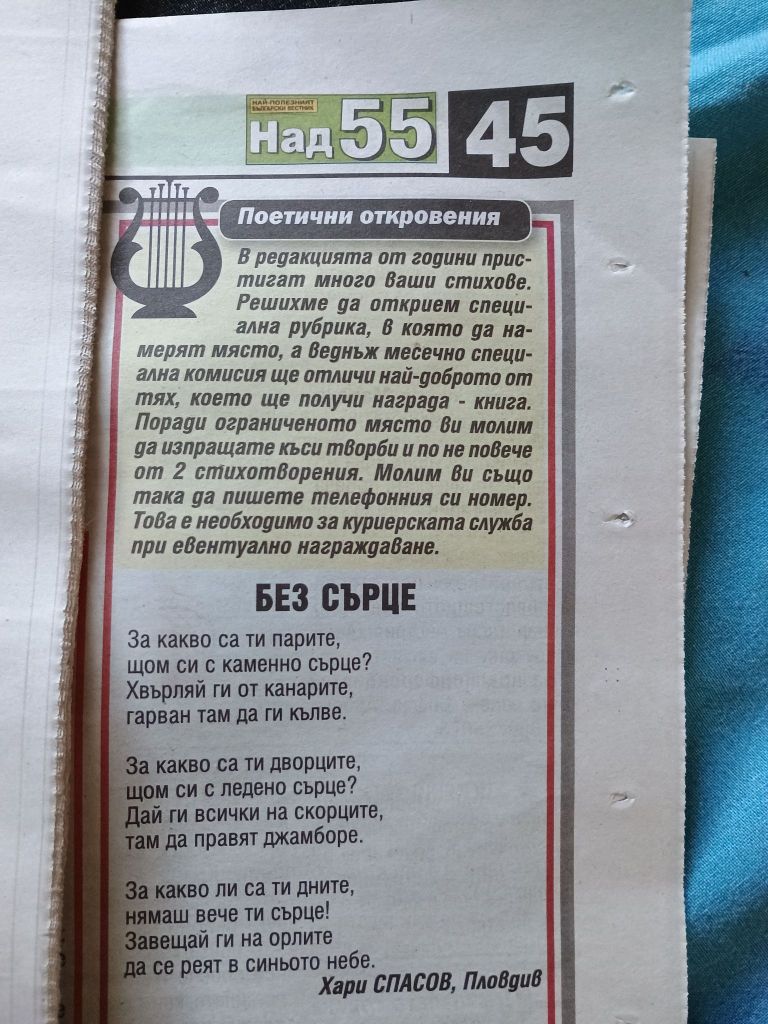 НАЙ-ПОЛЕЗНИЯТ
БЪЛГАРСКИ ВЕСТНИК
Над 55
45
Поетични откровения
В редакцията от години прис-
тигат много ваши стихове.
Решихме да открием специ-
ална рубрика, в която да на-
мерят място, а веднъж месечно специ-
ална комисия ще отличи най-доброто от
тях, което ще получи награда - книга.
Поради ограниченото място ви молим
да изпращате къси творби и по не повече
от 2 стихотворения. Молим ви също
така да пишете телефонния си номер.
Това е необходимо за куриерската служба
при евентуално награждаване.
БЕЗ СЪРЦЕ
За какво са ти парите,
щом си с каменно сърце?
Хвърляй ги от канарите,
гарван там да ги кълве.
За какво са ти дворците,
щом си с ледено сърце?
Дай ги всички на скорците,
там да правят джамборе.
За какво ли са ти дните,
нямаш вече ти сърце!
Завещай ги на орлите
да се реят в синьото небе.
Хари СПАСОВ, Пловдив